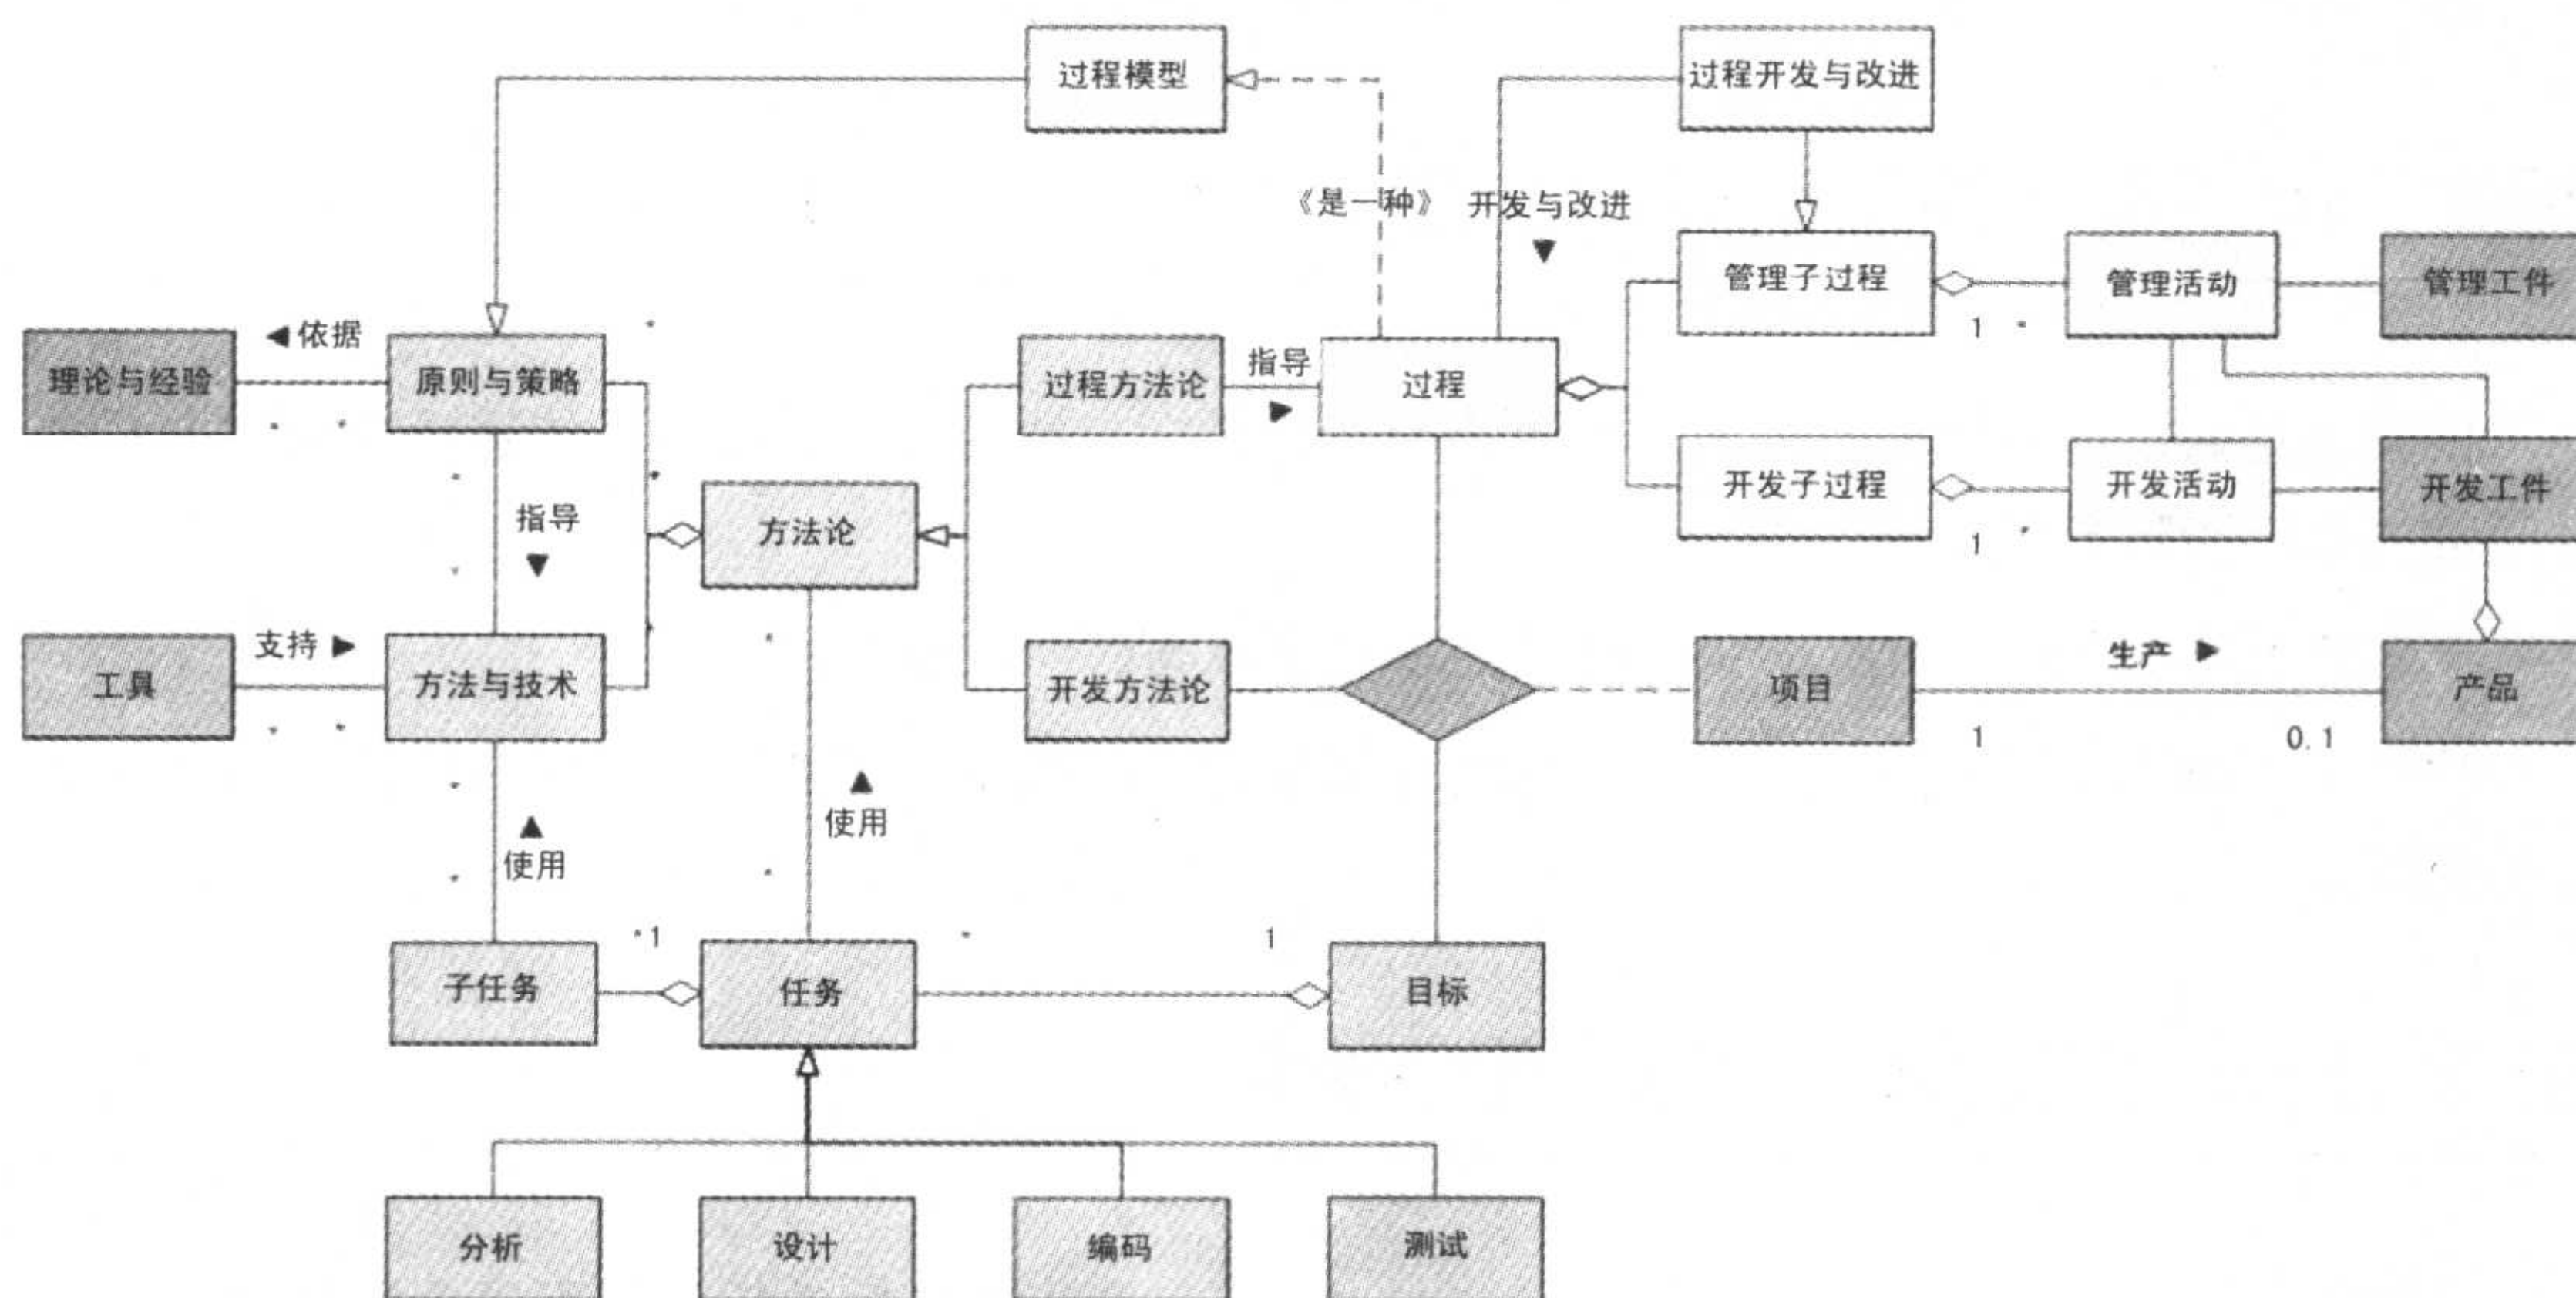 过程模型
过程开发与改进
《是一种》
开发与改进
▼
管理子过程
管理活动
管理工件
1
*
◀依据
理论与经验
原则与策略
*
*
*
过程方法论
指导
▶
过程
开发子过程
开发活动
开发工件
1
*
*
*
指导
▼
*
方法论
支持▶
工具
方法与技术
*
*
*
*
开发方法论
项目
生产 ▶
产品
1
0.1
*
▲
使用
*
▲
使用
*
*1
*
1
子任务
任务
目标
分析
设计
编码
测试